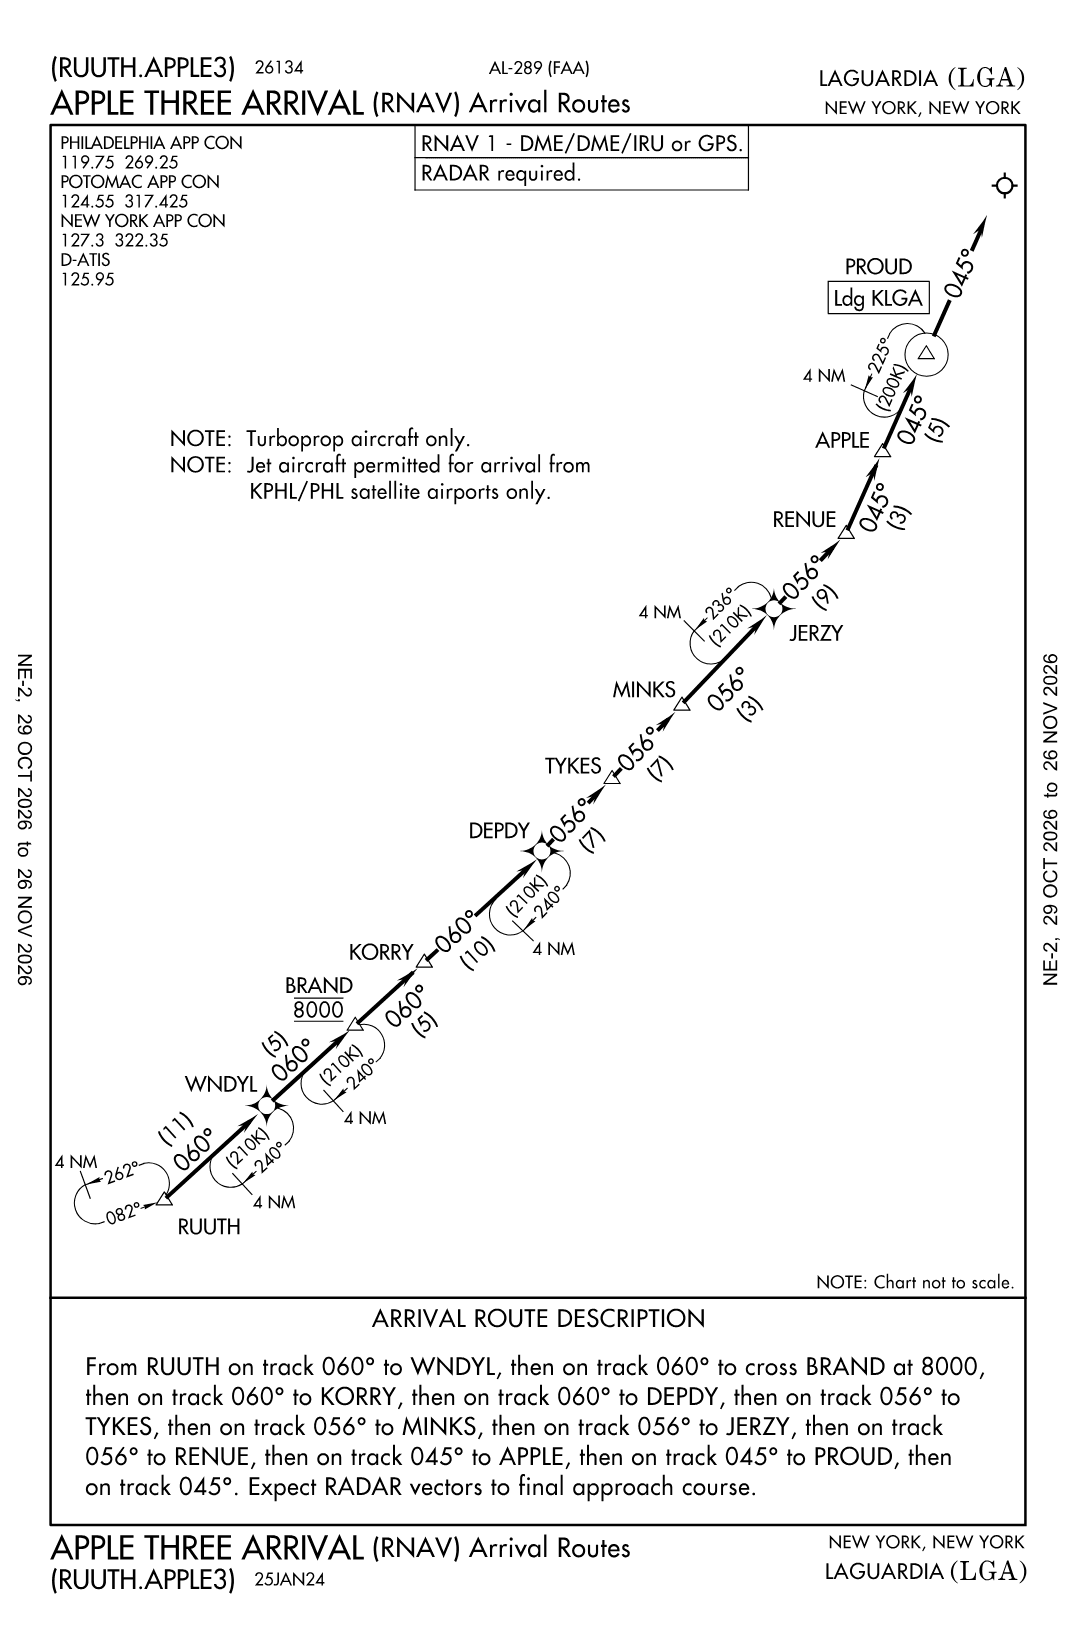 (RUUTH.APPLE3) 26134
AL-289 (FAA)
LAGUARDIA (LGA)
APPLE THREE ARRIVAL (RNAV) Arrival Routes
NEW YORK, NEW YORK
PHILADELPHIA APP CON
119.75 269.25
POTOMAC APP CON
124.55 317.425
NEW YORK APP CON
127.3 322.35
D-ATIS
125.95
RNAV 1 - DME/DME/IRU or GPS.
RADAR required.
045°
PROUD
Ldg KLGA
225°
(200K)
4 NM
045°
(5)
APPLE
NOTE: Turboprop aircraft only.
NOTE: Jet aircraft permitted for arrival from
KPHL/PHL satellite airports only.
045°
(3)
RENUE
056°
(9)
236°
(210K)
4 NM
JERZY
056°
(3)
MINKS
056°
(7)
TYKES
056°
(7)
DEPDY
(210K)
240°
4 NM
060°
(10)
KORRY
060°
(5)
BRAND
8000
(210K)
240°
4 NM
(5)
060°
WNDYL
(210K)
240°
4 NM
(11)
060°
4 NM
262°
082°
RUUTH
NOTE: Chart not to scale.
NE-2, 29 OCT 2026 to 26 NOV 2026
NE-2, 29 OCT 2026 to 26 NOV 2026
ARRIVAL ROUTE DESCRIPTION
From RUUTH on track 060° to WNDYL, then on track 060° to cross BRAND at 8000,
then on track 060° to KORRY, then on track 060° to DEPDY, then on track 056° to
TYKES, then on track 056° to MINKS, then on track 056° to JERZY, then on track
056° to RENUE, then on track 045° to APPLE, then on track 045° to PROUD, then
on track 045°. Expect RADAR vectors to final approach course.
APPLE THREE ARRIVAL (RNAV) Arrival Routes
NEW YORK, NEW YORK
(RUUTH.APPLE3) 25JAN24
LAGUARDIA (LGA)